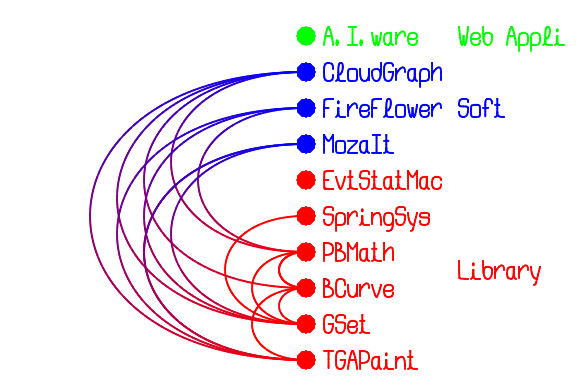 A.I.ware Web Appli
CloudGraph
FireFlower Soft
MozaIt
EvtStatMac
SpringSys
PBMath
Library
BCurve
GSet
TGAPaint